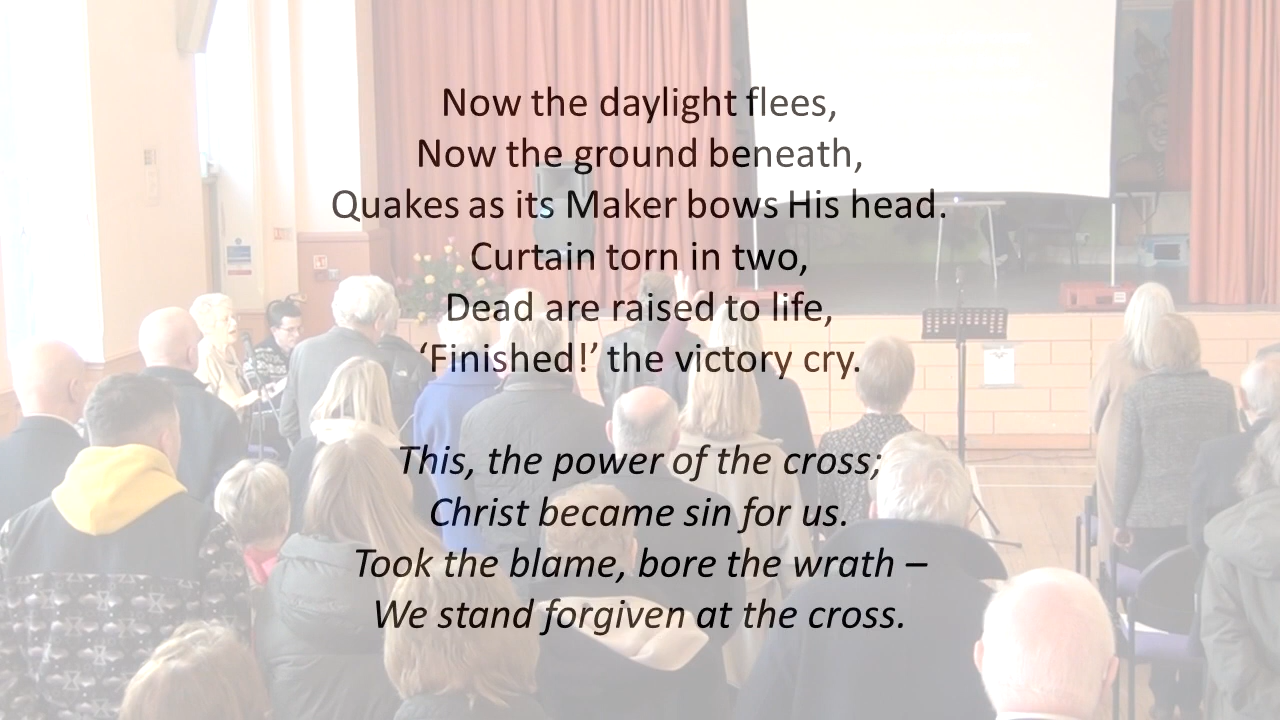 Now the daylight flees,
Now the ground beneath,
Quakes as its Maker bows His head.
Curtain torn in two,
Dead are raised to life,
‘Finished!’ the victory cry.
This, the power of the cross;
Christ became sin for us.
Took the blame, bore the wrath –
We stand forgiven at the cross.